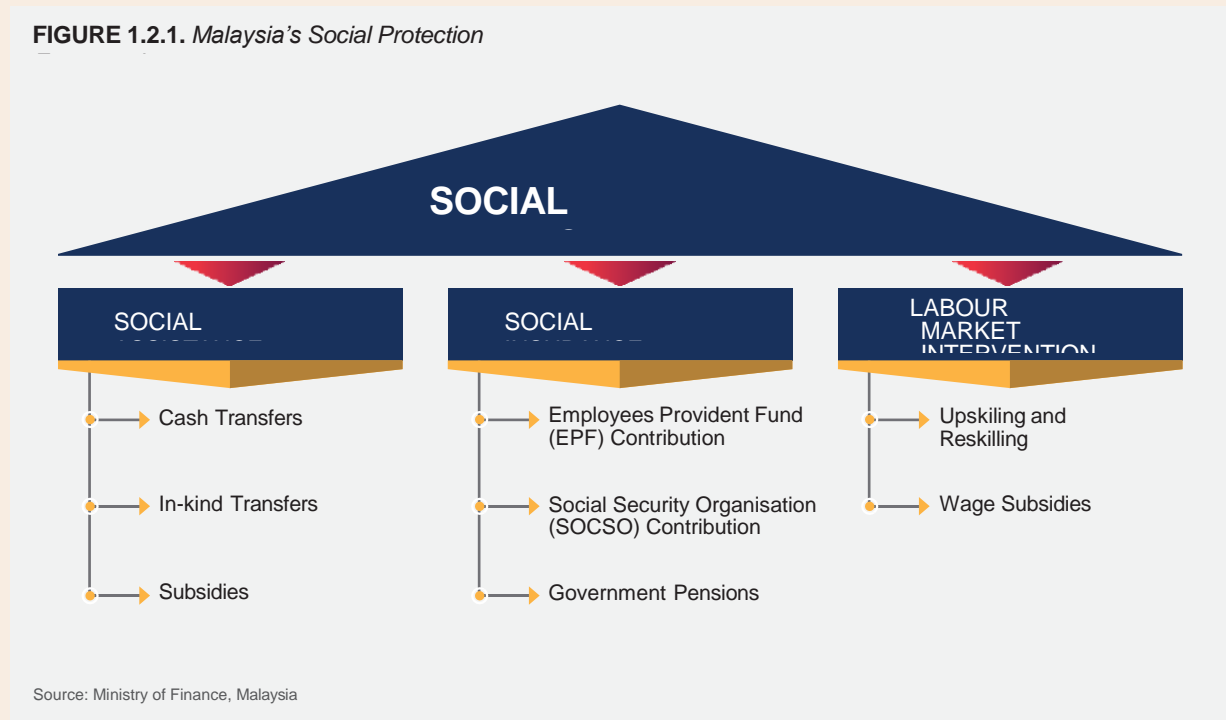 FIGURE 1.2.1. Malaysia's Social Protection
SOCIAL
SOCIAL
SOCIAL
LABOUR
MARKET
INTERVENTION
Cash Transfers
In-kind Transfers
Subsidies
Employees Provident Fund
(EPF) Contribution
Social Security Organisation
(SOCSO) Contribution
Government Pensions
Upskiling and
Reskilling
Wage Subsidies
Source: Ministry of Finance, Malaysia